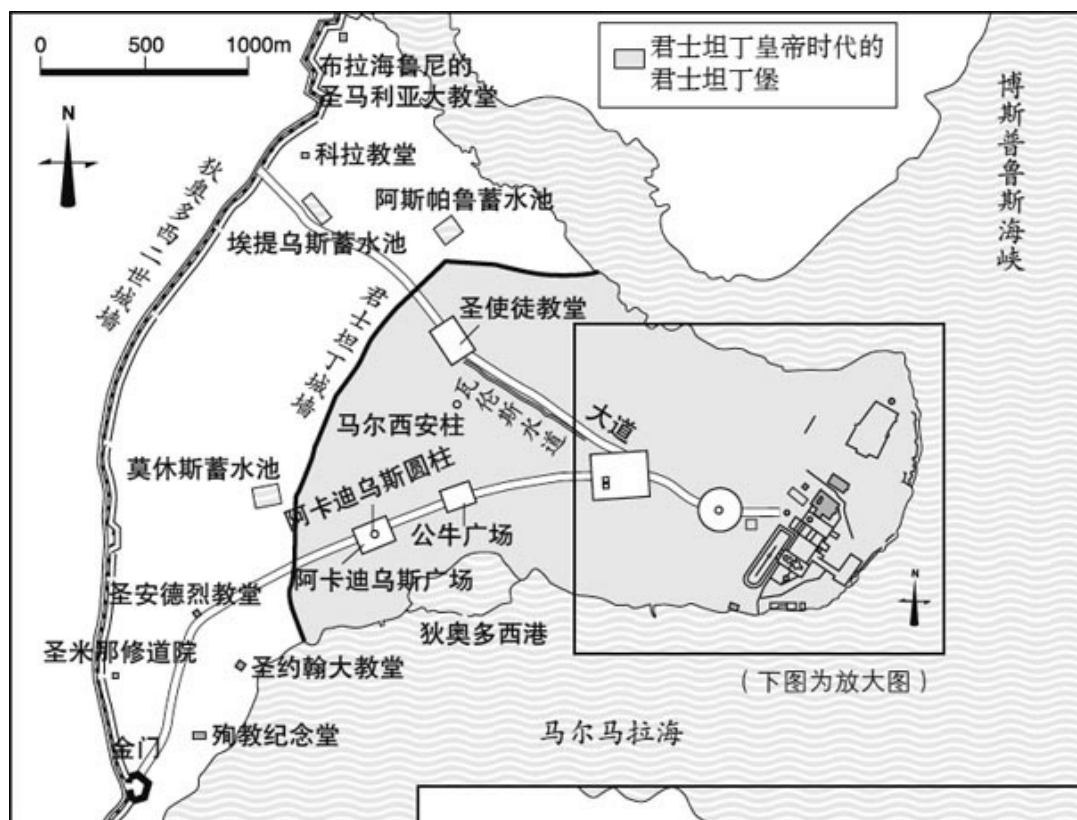 0 500 1000m
君士坦丁皇帝时代的
君士坦丁堡
布拉海鲁尼的
圣马利亚大教堂
博斯普鲁斯海峡
N
科拉教堂
阿斯帕鲁蓄水池
狄奥多西二世城墙
埃提乌斯蓄水池
君士坦丁城墙
圣使徒教堂
瓦伦斯水道
大道
马尔西安柱
莫休斯蓄水池
阿卡迪乌斯圆柱
公牛广场
阿卡迪乌斯广场
N
圣安德烈教堂
狄奥多西港
圣米那修道院
圣约翰大教堂
（下图为放大图）
殉教纪念堂
马尔马拉海
金门